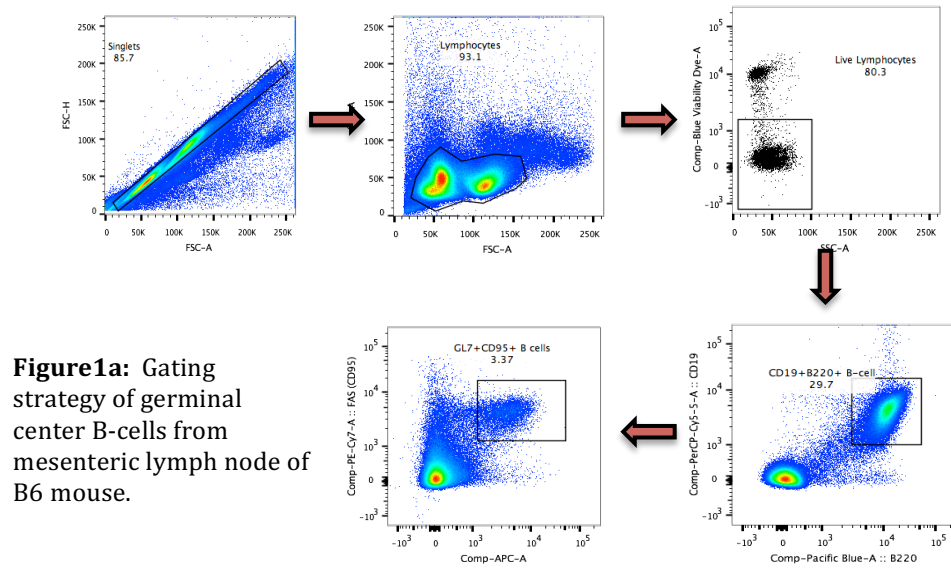 Singlets
85.7
250K
200K
150K
100K
50K
0
FSC-H
0 50K 100K 150K 200K 250K
FSC-A
Lymphocytes
93.1
250K
200K
150K
100K
50K
0
0 50K 100K 150K 200K 250K
FSC-A
Live Lymphocytes
80.3
10^4
10^3
0
-10^3
Comp-Blue Viability Dye-A
0 50K 100K 150K 200K 250K
SSC-A
Figure1a: Gating
strategy of germinal
center B-cells from
mesenteric lymph node of
B6 mouse.
GL7+CD95+ B cells
3.37
10^5
10^4
10^3
0
-10^3
Comp-PE-Cy7-A :: FAS (CD95)
-10^3 0 10^3 10^4 10^5
Comp-APC-A
CD19+B220+ B-cell
29.7
10^5
10^4
10^3
0
-10^3
Comp-PerCP-Cy5-5-A :: CD19
-10^3 0 10^3 10^4 10^5
Comp-Pacific Blue-A :: B220